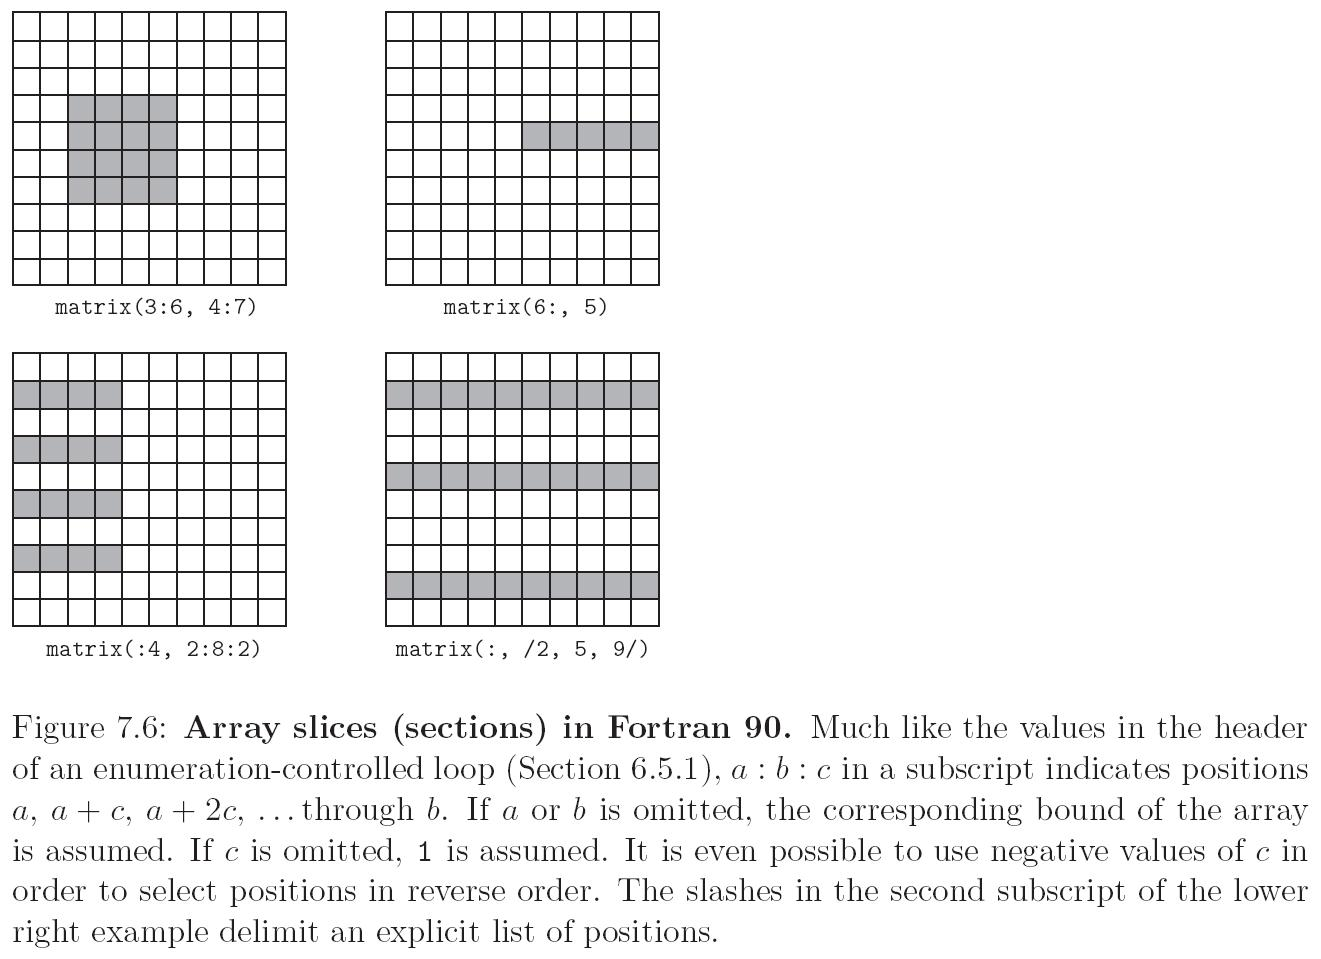 matrix(3:6, 4:7)
matrix(6:, 5)
matrix(:4, 2:8:2)
matrix(:, /2, 5, 9/)
Figure 7.6: Array slices (sections) in Fortran 90. Much like the values in the header
of an enumeration-controlled loop (Section 6.5.1), a : b : c in a subscript indicates positions
a, a + c, a + 2c, ... through b. If a or b is omitted, the corresponding bound of the array
is assumed. If c is omitted, 1 is assumed. It is even possible to use negative values of c in
order to select positions in reverse order. The slashes in the second subscript of the lower
right example delimit an explicit list of positions.